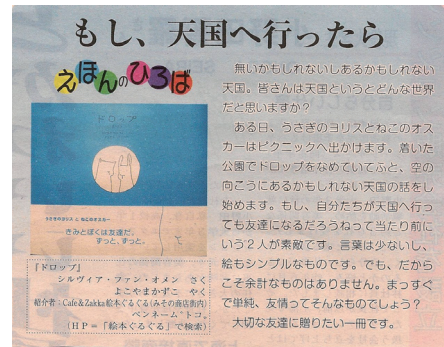 もし、天国へ行ったら
えほんのひろば
ドロップ
うさぎのヨリスとねこのオスカー
きみとぼくは友達だ。
ずっと、ずっと。
『ドロップ』
シルヴィア・ファン・オメン さく
よこやまかずこ やく
紹介者：Cafe&Zakka絵本ぐるぐる(みその商店街内)
ペンネーム"トコ。
(HP＝「絵本ぐるぐる」で検索)
無いかもしれないしあるかもしれない
天国。皆さんは天国というとどんな世界
だと思いますか？
ある日、うさぎのヨリスとねこのオス
カーはピクニックへ出かけます。着いた
公園でドロップをなめていてふと、空の
向こうにあるかもしれない天国の話をし
始めます。もし、自分たちが天国へ行っ
ても友達になるだろうねって当たり前に
いう２人が素敵です。言葉は少ないし、
絵もシンプルなものです。でも、だから
こそ余計なものはありません。まっすぐ
で単純、友情ってそんなものでしょう？
大切な友達に贈りたい一冊です。